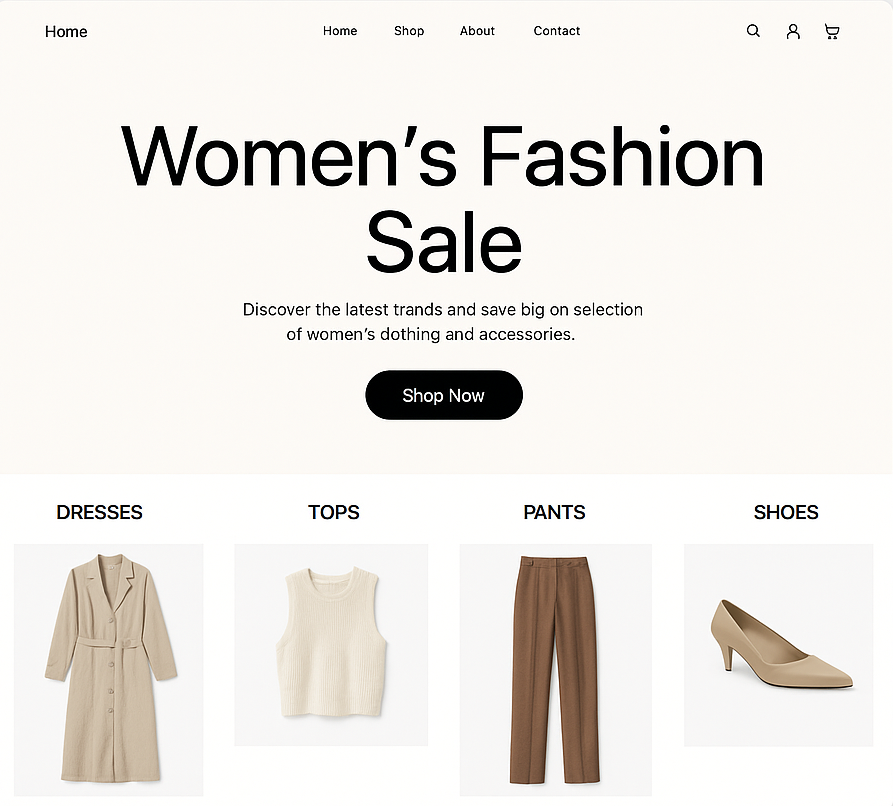 Home
Home Shop About Contact
Women’s Fashion
Sale
Discover the latest trands and save big on selection
of women’s dothing and accessories.
Shop Now
DRESSES TOPS PANTS SHOES